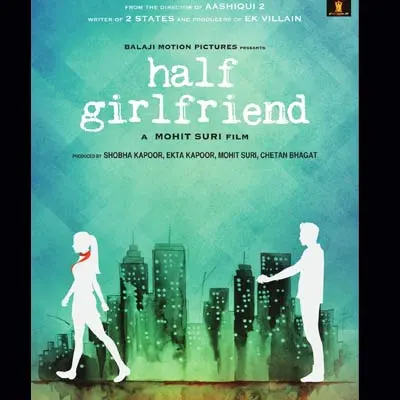 FROM THE DIRECTOR OF AASHIQUI 2
WRITER OF 2 STATES AND PRODUCERS OF EK VILLAIN
BALAJI MOTION PICTURES PRESENTS
half
girlfriend
A MOHIT SURI FILM
PRODUCED BY SHOBHA KAPOOR, EKTA KAPOOR, MOHIT SURI, CHETAN BHAGAT